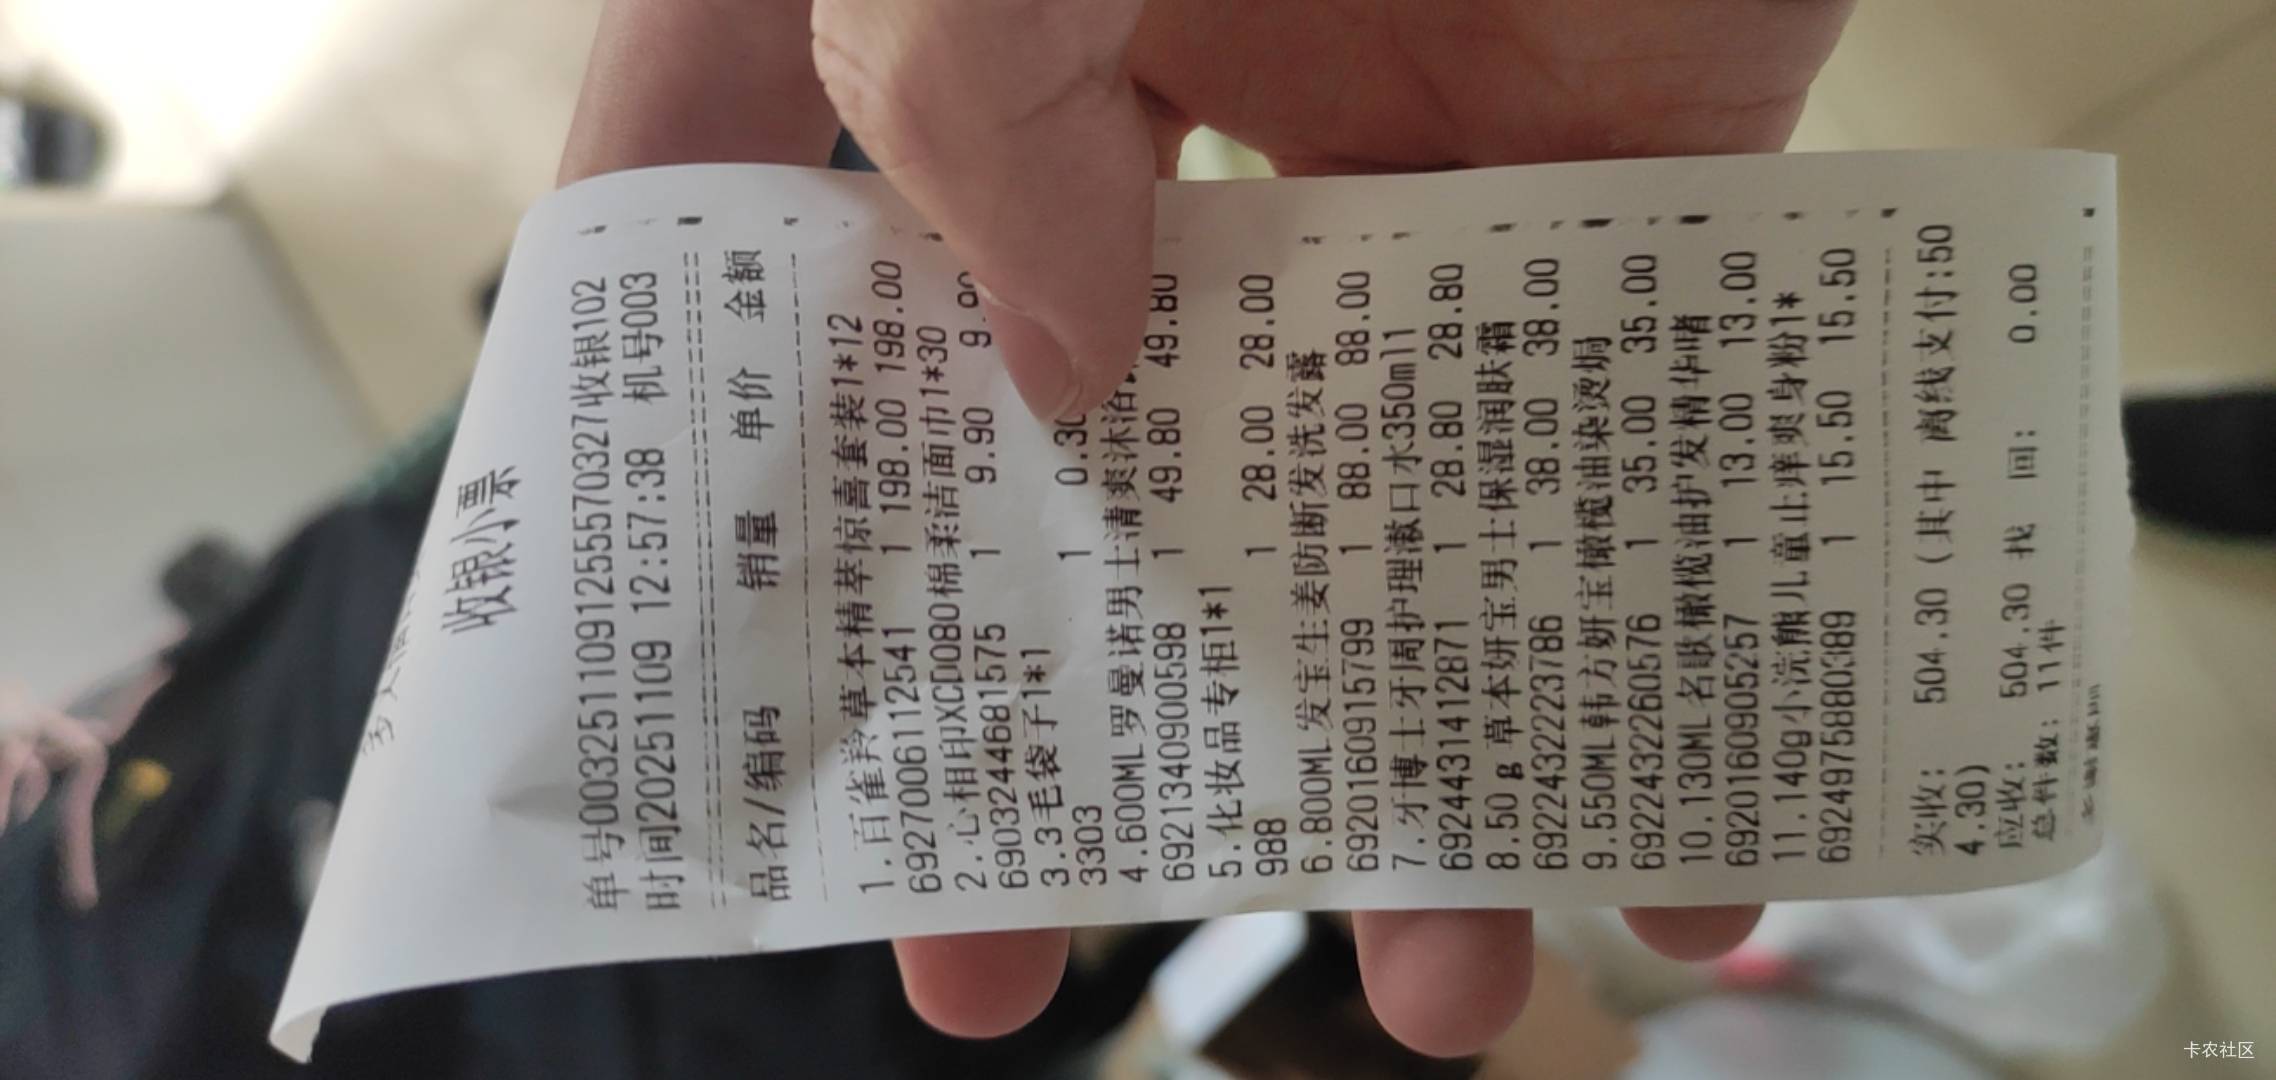 收银小票
单号0032511091255570327收银102
时间20251109 12:57:38 机号003
品名/编码 销量 单价 金额
1.百雀羚草本精萃惊喜套装1*12
6927006112541 1 198.00 198.00
2.心相印XCD080棉柔洁面巾1*30
6903244681575 1 9.90 9.90
3.3毛袋子1*1
3303 1 0.30
4.600ML罗曼诺男士清爽沐浴
6921340900598 1 49.80 49.80
5.化妆品专柜1*1
988 1 28.00 28.00
6.800ML发宝生姜防断发洗发露
6920160915799 1 88.00 88.00
7.牙博士牙周护理漱口水350ml1
6924431412871 1 28.80 28.80
8.50g草本妍宝男士保湿润肤霜
6922432223786 1 38.00 38.00
9.550ML韩方妍宝橄榄油染烫焗
6922432260576 1 35.00 35.00
10.130ML名歌橄榄油护发精华啫
6920160905257 1 13.00 13.00
11.140g小浣熊儿童止痒爽身粉1*
6924975880389 1 15.50 15.50
实收: 504.30(其中 离线支付:50
4.30)
应收: 504.30 找 回: 0.00
总件数: 11件
卡农社区